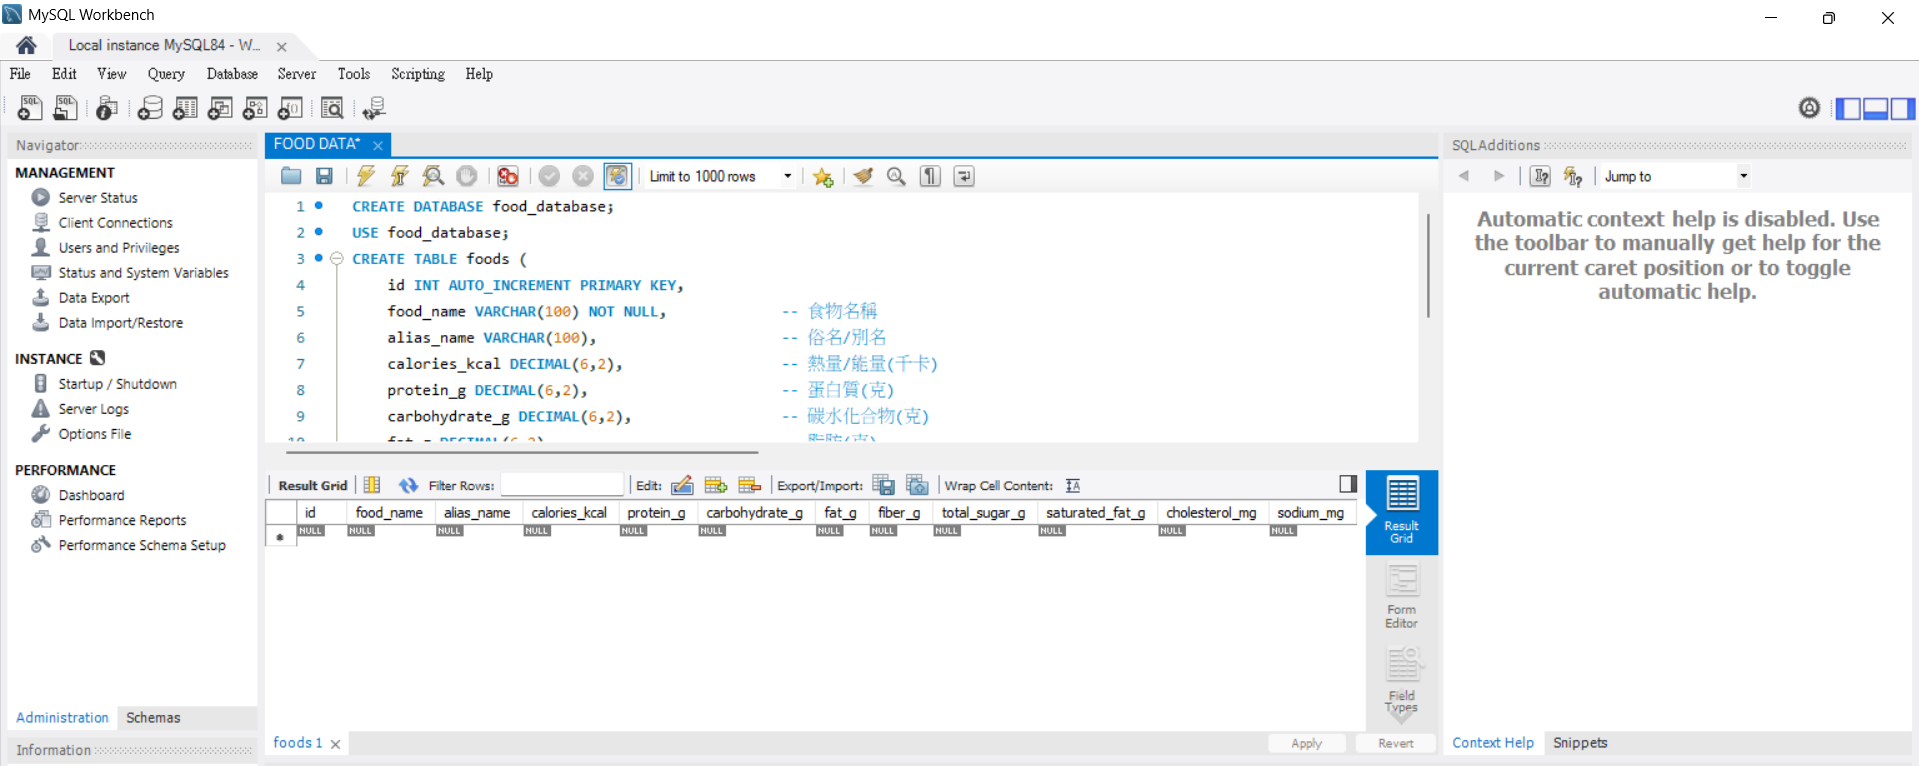 MySQL Workbench
Local instance MySQL84 - W...
File Edit View Query Database Server Tools Scripting Help
Navigator
MANAGEMENT
Server Status
Client Connections
Users and Privileges
Status and System Variables
Data Export
Data Import/Restore
INSTANCE
Startup / Shutdown
Server Logs
Options File
PERFORMANCE
Dashboard
Performance Reports
Performance Schema Setup
Administration Schemas
Information
FOOD DATA*
Limit to 1000 rows
1 CREATE DATABASE food_database;
2 USE food_database;
3 CREATE TABLE foods (
4 id INT AUTO_INCREMENT PRIMARY KEY,
5 food_name VARCHAR(100) NOT NULL, -- 食物名稱
6 alias_name VARCHAR(100), -- 俗名/別名
7 calories_kcal DECIMAL(6,2), -- 熱量/能量(千卡)
8 protein_g DECIMAL(6,2), -- 蛋白質(克)
9 carbohydrate_g DECIMAL(6,2), -- 碳水化合物(克)
10 fat_g DECIMAL(6,2), -- 脂肪(克)
Result Grid Filter Rows: Edit: Export/Import: Wrap Cell Content:
id food_name alias_name calories_kcal protein_g carbohydrate_g fat_g fiber_g total_sugar_g saturated_fat_g cholesterol_mg sodium_mg
NULL NULL NULL NULL NULL NULL NULL NULL NULL NULL NULL NULL
Result
Grid
Form
Editor
Field
Types
foods 1
Apply Revert
SQLAdditions
Jump to
Automatic context help is disabled. Use
the toolbar to manually get help for the
current caret position or to toggle
automatic help.
Context Help Snippets